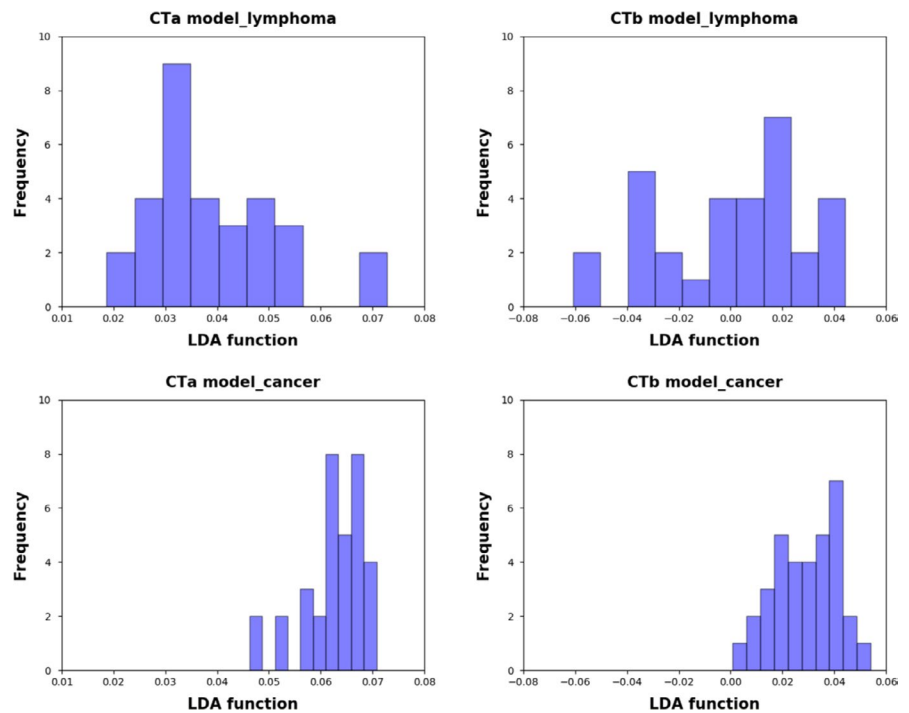 CTa model_lymphoma
10
8
6
4
2
0
Frequency
0.01 0.02 0.03 0.04 0.05 0.06 0.07 0.08
LDA function
CTb model_lymphoma
10
8
6
4
2
0
Frequency
−0.08 −0.06 −0.04 −0.02 0.00 0.02 0.04 0.06
LDA function
CTa model_cancer
10
8
6
4
2
0
Frequency
0.01 0.02 0.03 0.04 0.05 0.06 0.07 0.08
LDA function
CTb model_cancer
10
8
6
4
2
0
Frequency
−0.08 −0.06 −0.04 −0.02 0.00 0.02 0.04 0.06
LDA function